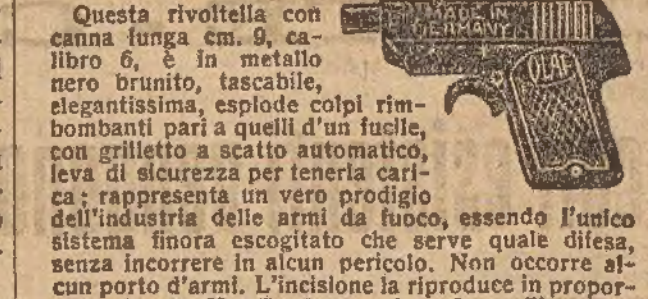 Questa rivoltella con
canna lunga cm. 9, ca-
libro 6, è in metallo
nero brunito, tascabile,
elegantissima, esplode colpi rim-
bombanti pari a quelli d'un fucile,
con grilletto a scatto automatico,
leva di sicurezza per tenerla cari-
ca; rappresenta un vero prodigio
dell'industria delle armi da fuoco, essendo l'unico
sistema finora escogitato che serve quale difesa,
senza incorrere in alcun pericolo. Non occorre al-
cun porto d'armi. L'incisione la riproduce in propor-
MADE IN
GERMANY
OLAF